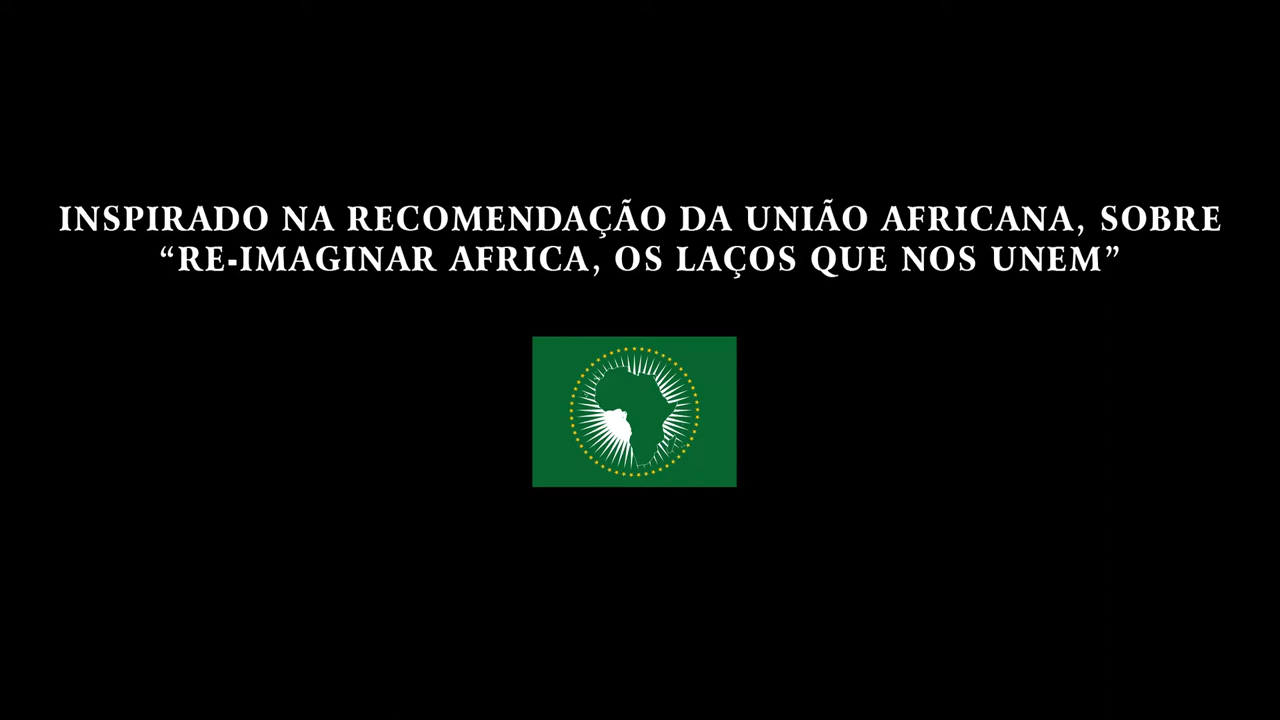 INSPIRADO NA RECOMENDAÇÃO DA UNIÃO AFRICANA, SOBRE
“RE-IMAGINAR AFRICA, OS LAÇOS QUE NOS UNEM”